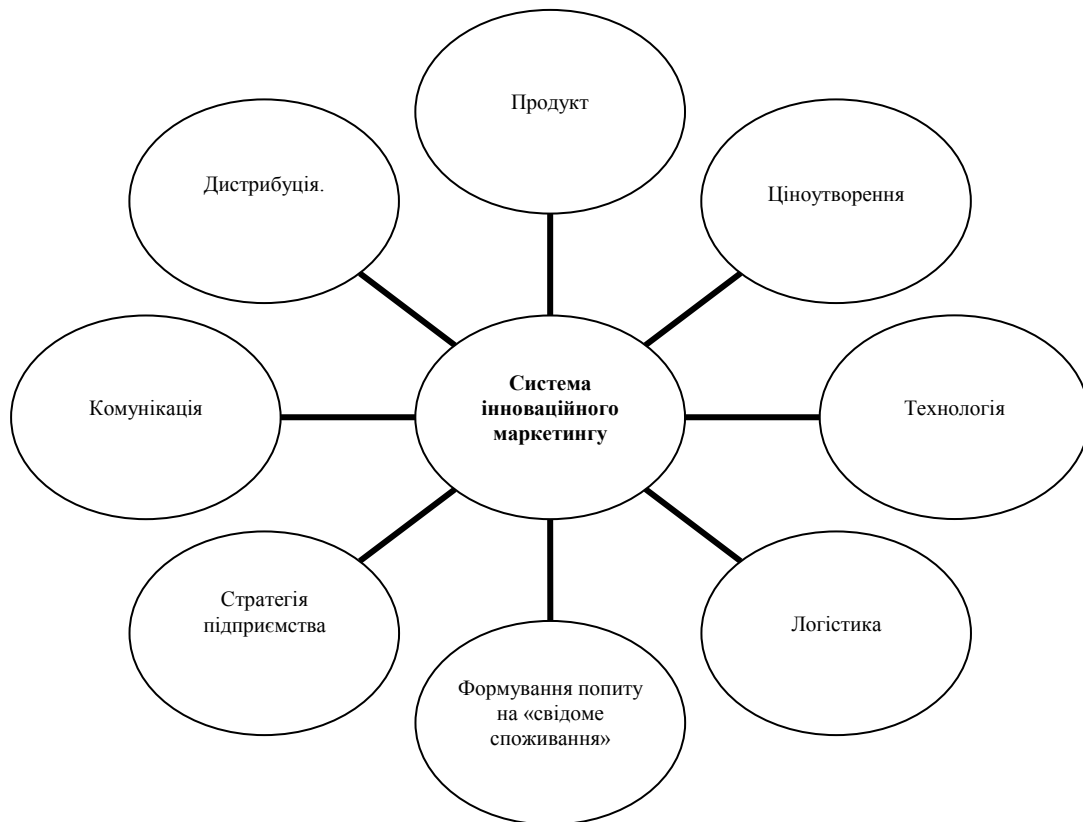 Продукт
Дистрибуція.
Ціноутворення
Система
інноваційного
маркетингу
Комунікація
Технологія
Стратегія
підприємства
Логістика
Формування попиту
на «свідоме
споживання»